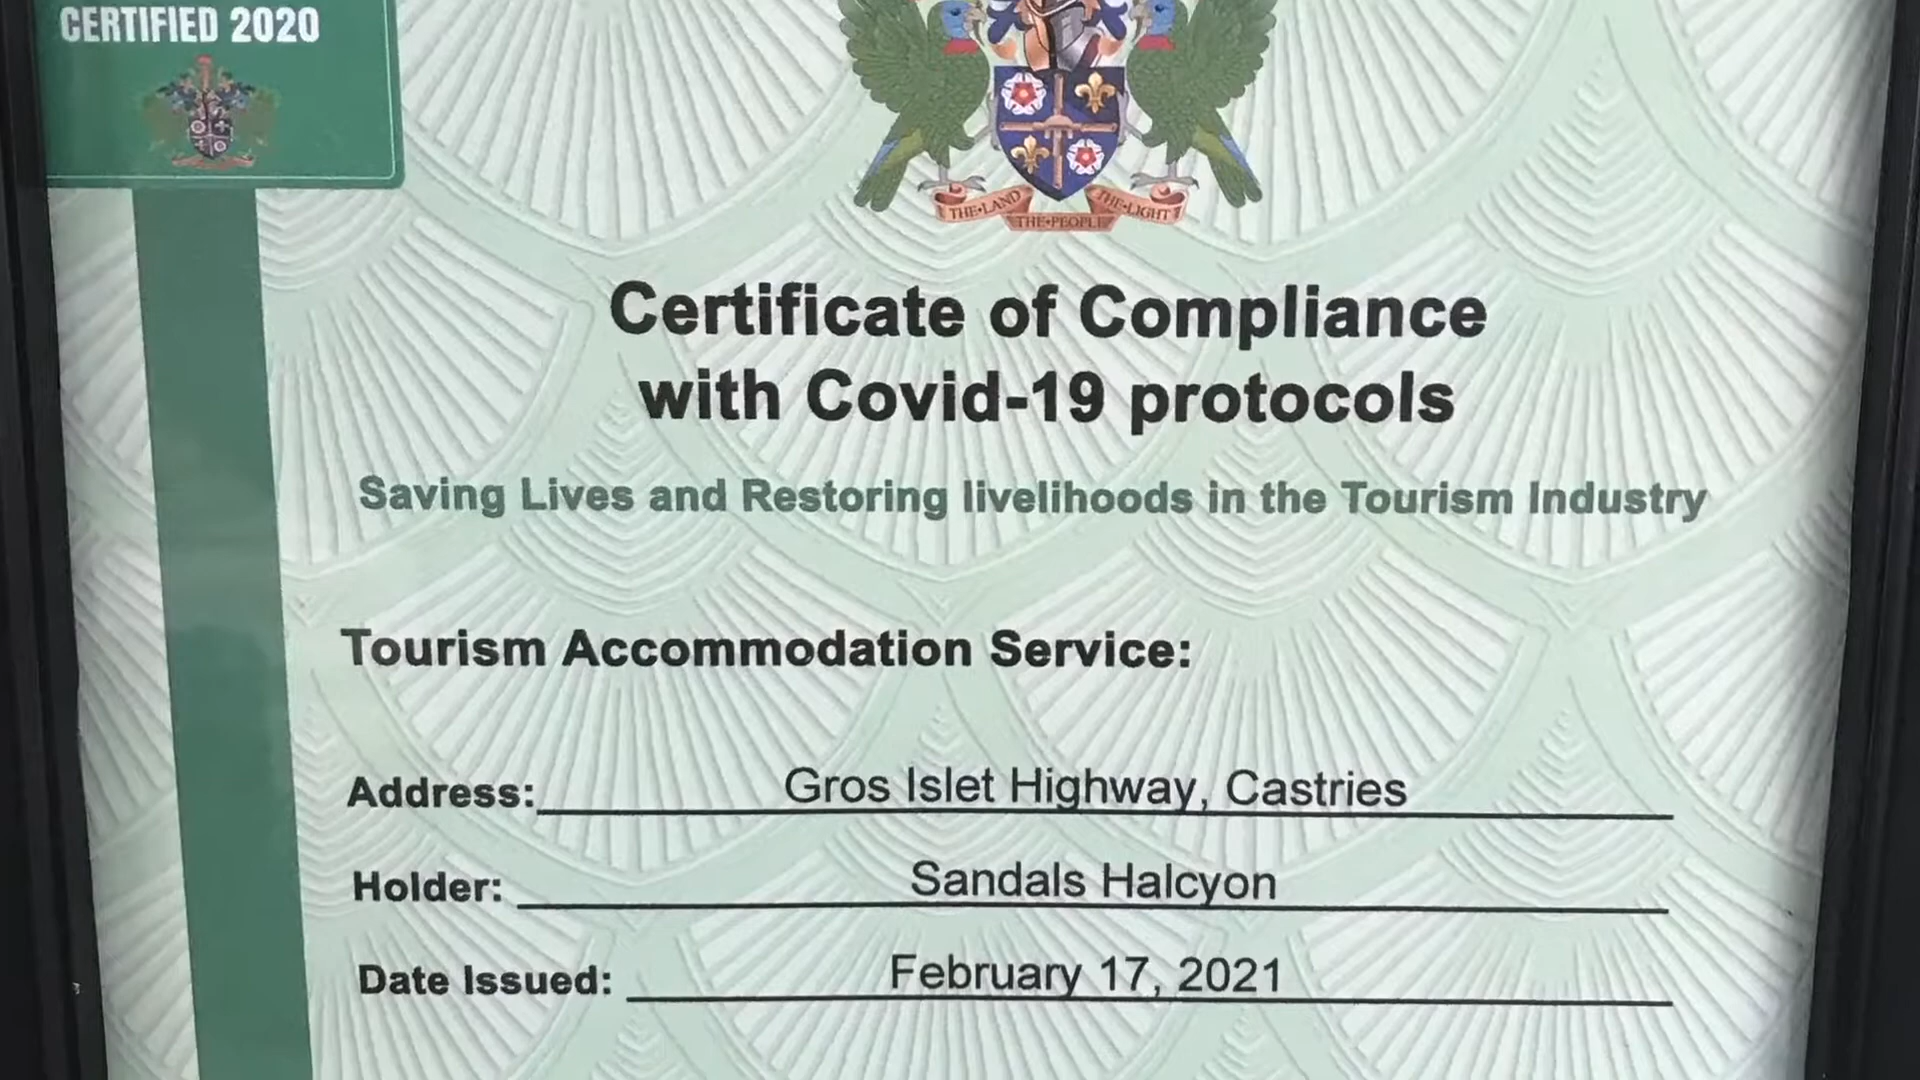 CERTIFIED 2020
THE•LAND THE•PEOPLE THE•LIGHT
Certificate of Compliance
with Covid-19 protocols
Saving Lives and Restoring livelihoods in the Tourism Industry
Tourism Accommodation Service:
Address: Gros Islet Highway, Castries
Holder: Sandals Halcyon
Date Issued: February 17, 2021